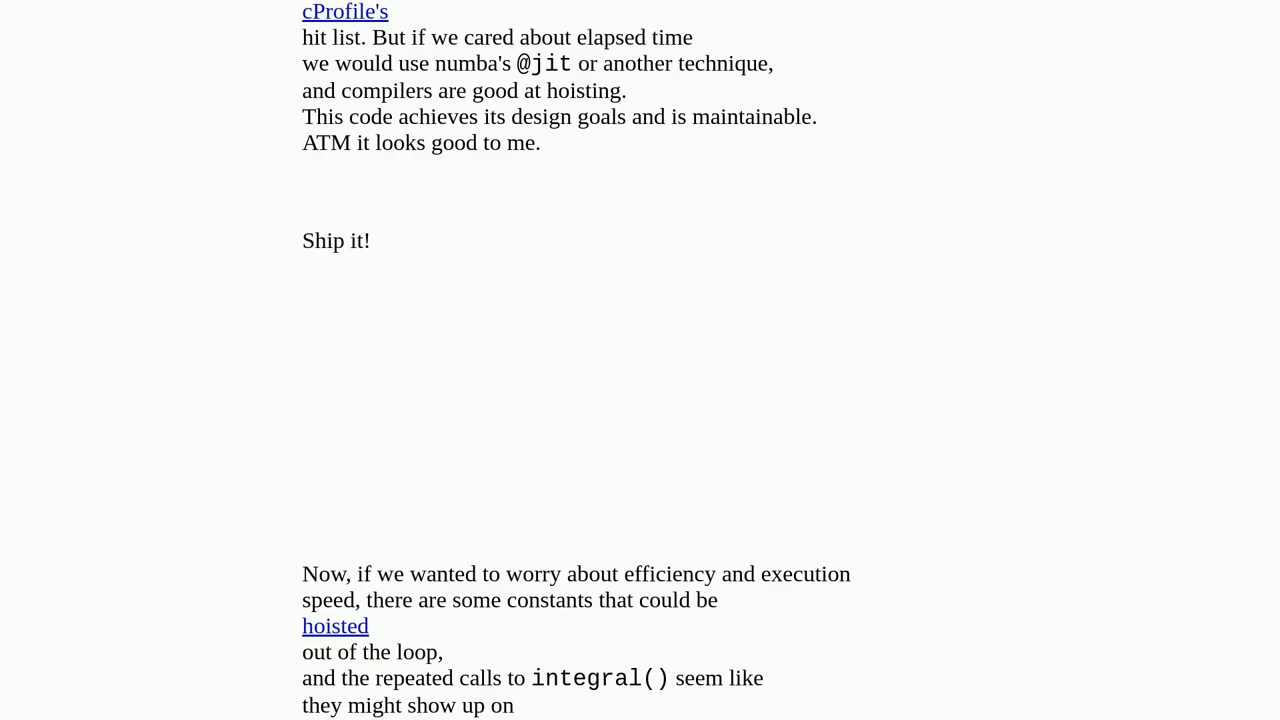 cProfile's
hit list. But if we cared about elapsed time
we would use numba's @jit or another technique,
and compilers are good at hoisting.
This code achieves its design goals and is maintainable.
ATM it looks good to me.
Ship it!
Now, if we wanted to worry about efficiency and execution
speed, there are some constants that could be
hoisted
out of the loop,
and the repeated calls to integral() seem like
they might show up on